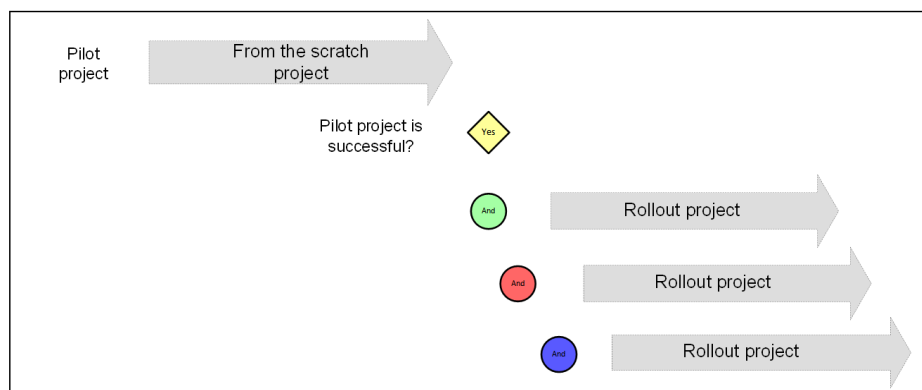 Pilot
project
From the scratch
project
Pilot project is
successful?
Yes
And
Rollout project
And
Rollout project
And
Rollout project